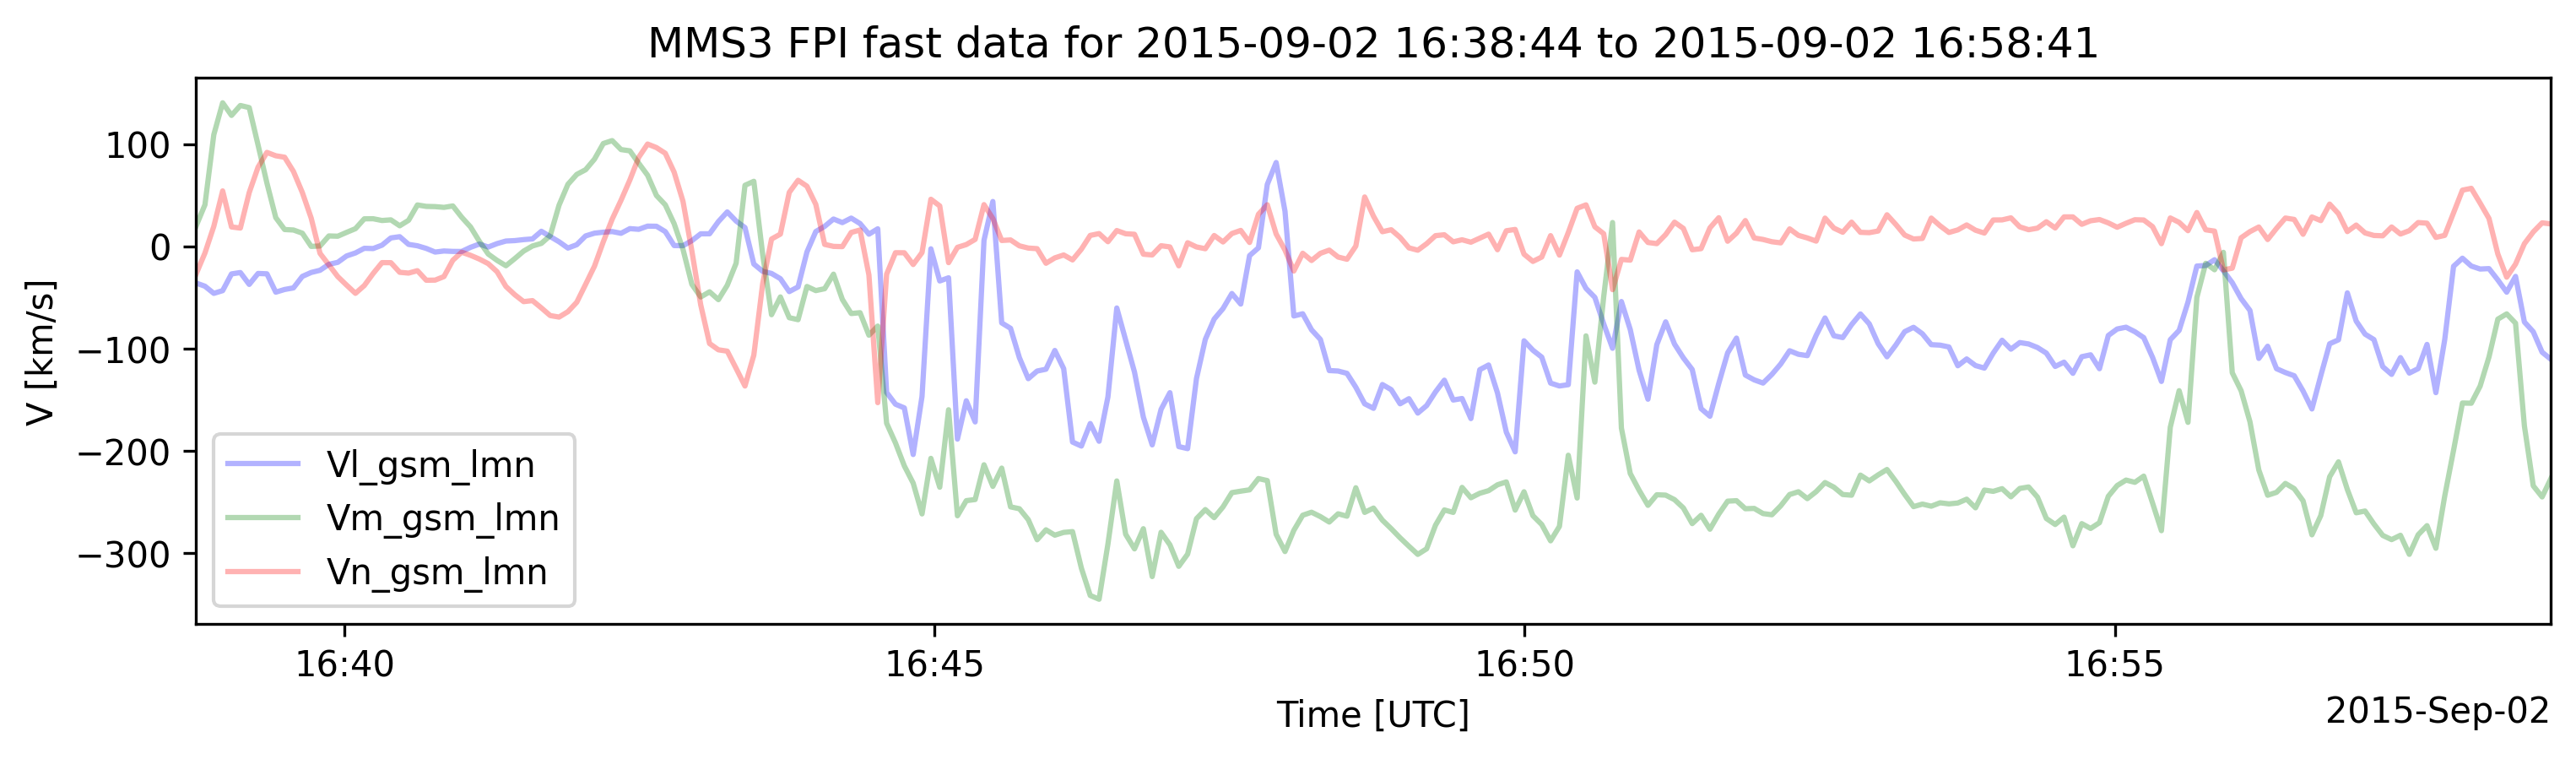 MMS3 FPI fast data for 2015-09-02 16:38:44 to 2015-09-02 16:58:41
V [km/s]
100
0
−100
−200
−300
Vl_gsm_lmn
Vm_gsm_lmn
Vn_gsm_lmn
16:40 16:45 16:50 16:55
Time [UTC]
2015-Sep-02